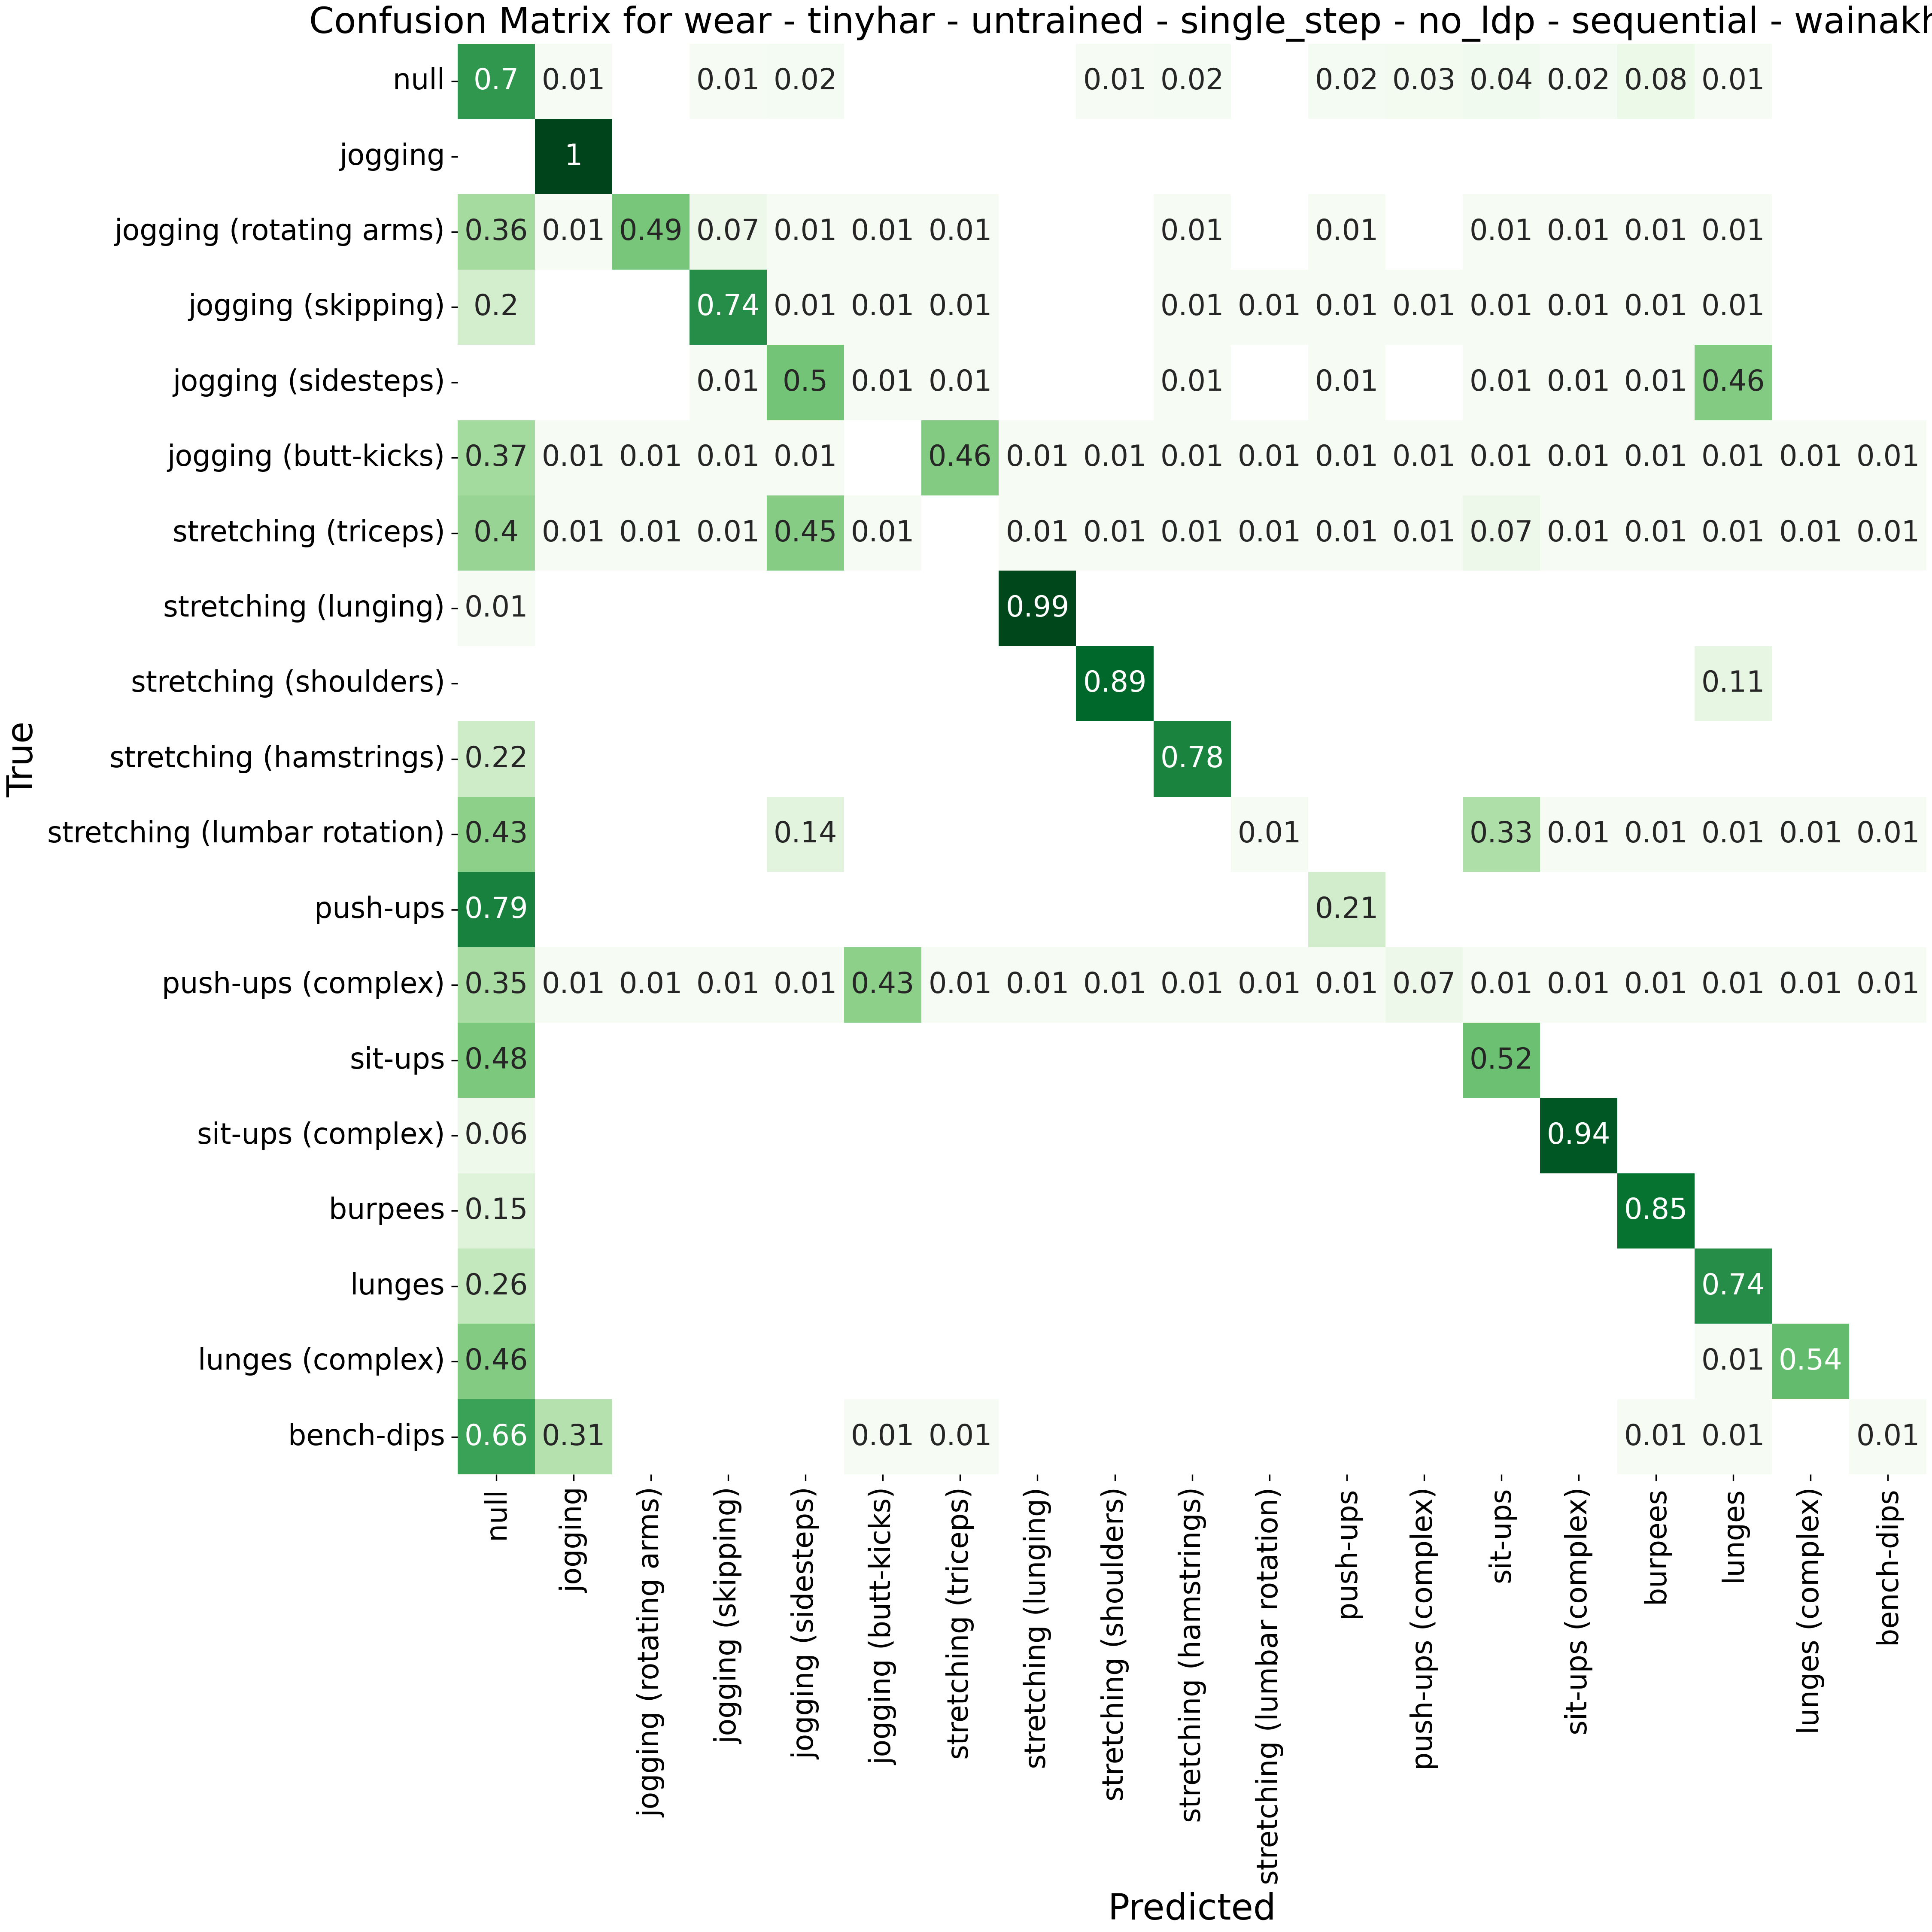 Confusion Matrix for wear - tinyhar - untrained - single_step - no_ldp - sequential - wainakh
null 0.7 0.01 0.01 0.02 0.01 0.02 0.02 0.03 0.04 0.02 0.08 0.01
jogging 1
jogging (rotating arms) 0.36 0.01 0.49 0.07 0.01 0.01 0.01 0.01 0.01 0.01 0.01 0.01 0.01
jogging (skipping) 0.2 0.74 0.01 0.01 0.01 0.01 0.01 0.01 0.01 0.01 0.01 0.01 0.01
jogging (sidesteps) 0.01 0.5 0.01 0.01 0.01 0.01 0.01 0.01 0.01 0.46
jogging (butt-kicks) 0.37 0.01 0.01 0.01 0.01 0.46 0.01 0.01 0.01 0.01 0.01 0.01 0.01 0.01 0.01 0.01 0.01 0.01
stretching (triceps) 0.4 0.01 0.01 0.01 0.45 0.01 0.01 0.01 0.01 0.01 0.01 0.01 0.07 0.01 0.01 0.01 0.01 0.01
stretching (lunging) 0.01 0.99
stretching (shoulders) 0.89 0.11
stretching (hamstrings) 0.22 0.78
stretching (lumbar rotation) 0.43 0.14 0.01 0.33 0.01 0.01 0.01 0.01 0.01
push-ups 0.79 0.21
push-ups (complex) 0.35 0.01 0.01 0.01 0.01 0.43 0.01 0.01 0.01 0.01 0.01 0.01 0.07 0.01 0.01 0.01 0.01 0.01 0.01
sit-ups 0.48 0.52
sit-ups (complex) 0.06 0.94
burpees 0.15 0.85
lunges 0.26 0.74
lunges (complex) 0.46 0.01 0.54
bench-dips 0.66 0.31 0.01 0.01 0.01 0.01 0.01
True
null
jogging
jogging (rotating arms)
jogging (skipping)
jogging (sidesteps)
jogging (butt-kicks)
stretching (triceps)
stretching (lunging)
stretching (shoulders)
stretching (hamstrings)
stretching (lumbar rotation)
push-ups
push-ups (complex)
sit-ups
sit-ups (complex)
burpees
lunges
lunges (complex)
bench-dips
Predicted